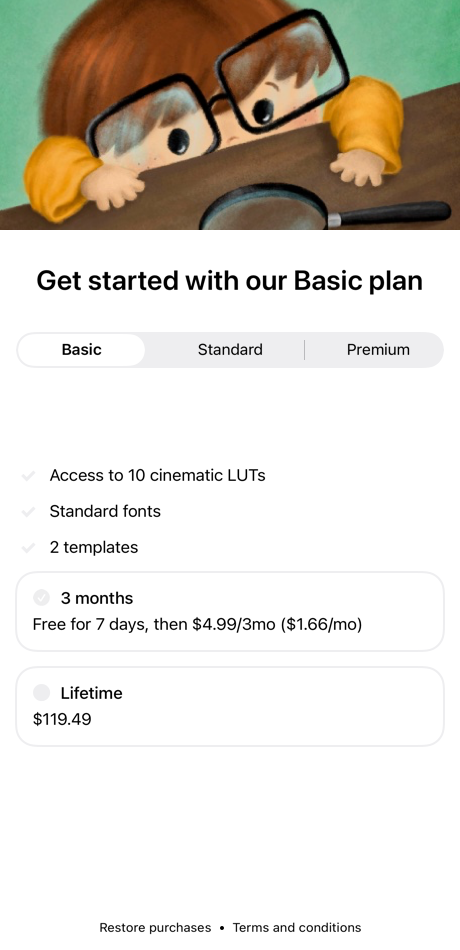 Get started with our Basic plan
Basic
Standard
Premium
Access to 10 cinematic LUTs
Standard fonts
2 templates
3 months
Free for 7 days, then $4.99/3mo ($1.66/mo)
Lifetime
$119.49
Restore purchases • Terms and conditions